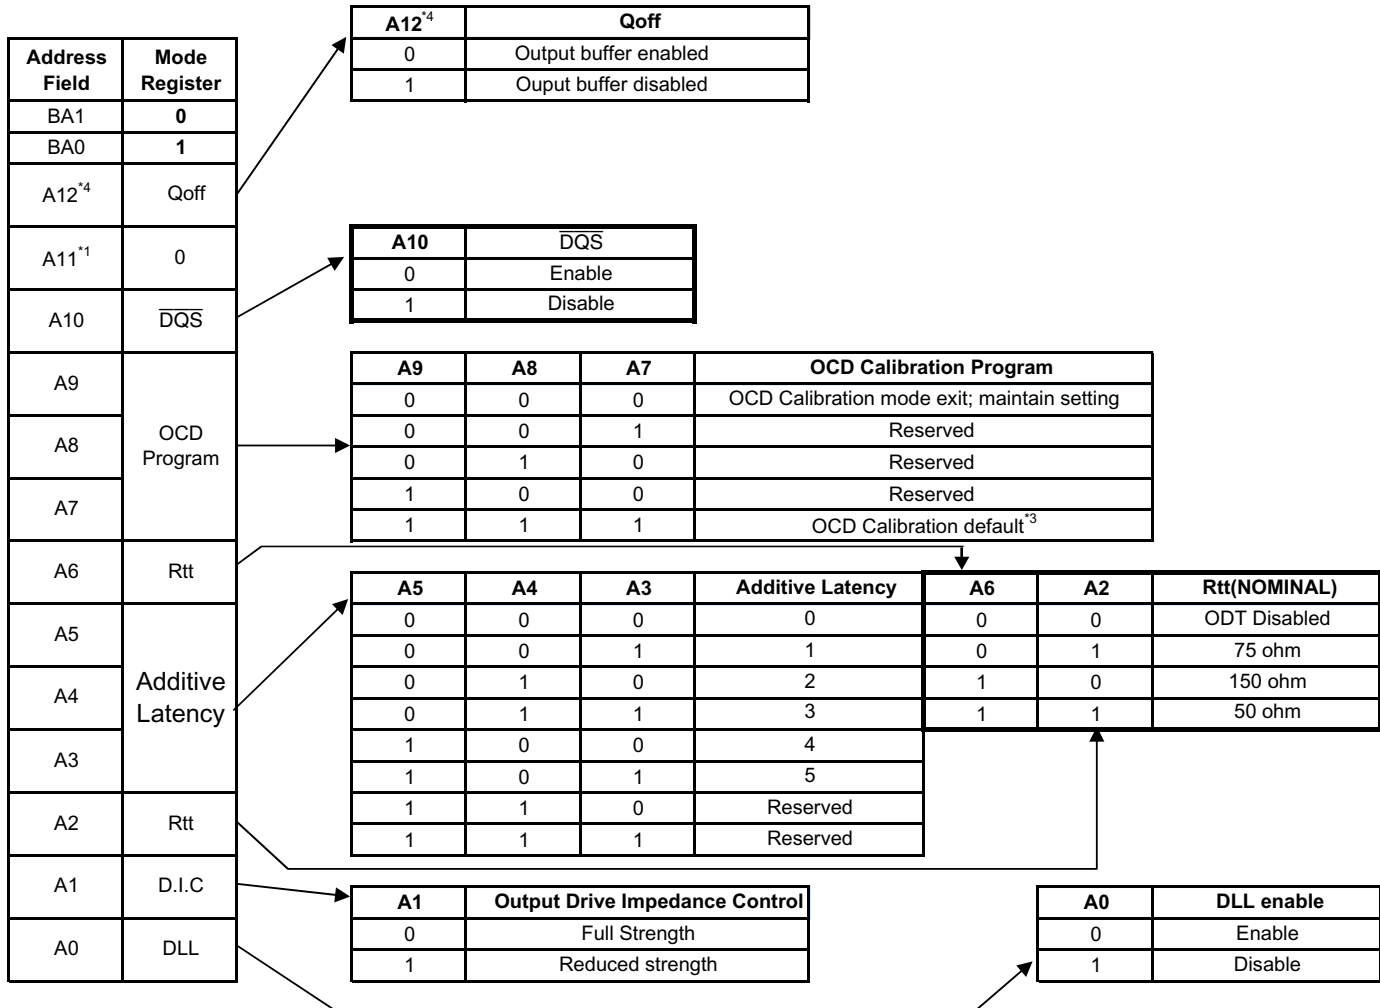 Address Field | Mode Register
BA1 | 0
BA0 | 1
A12*4 | Qoff
A11*1 | 0
A10 | D̅Q̅S̅
A9
A8
A7
OCD Program
A6 | Rtt
A5
A4
A3
Additive Latency
A2 | Rtt
A1 | D.I.C
A0 | DLL
A12*4 | Qoff
0 | Output buffer enabled
1 | Ouput buffer disabled
A10 | D̅Q̅S̅
0 | Enable
1 | Disable
A9 | A8 | A7 | OCD Calibration Program
0 | 0 | 0 | OCD Calibration mode exit; maintain setting
0 | 0 | 1 | Reserved
0 | 1 | 0 | Reserved
1 | 0 | 0 | Reserved
1 | 1 | 1 | OCD Calibration default*3
A5 | A4 | A3 | Additive Latency
0 | 0 | 0 | 0
0 | 0 | 1 | 1
0 | 1 | 0 | 2
0 | 1 | 1 | 3
1 | 0 | 0 | 4
1 | 0 | 1 | 5
1 | 1 | 0 | Reserved
1 | 1 | 1 | Reserved
A6 | A2 | Rtt(NOMINAL)
0 | 0 | ODT Disabled
0 | 1 | 75 ohm
1 | 0 | 150 ohm
1 | 1 | 50 ohm
A1 | Output Drive Impedance Control
0 | Full Strength
1 | Reduced strength
A0 | DLL enable
0 | Enable
1 | Disable